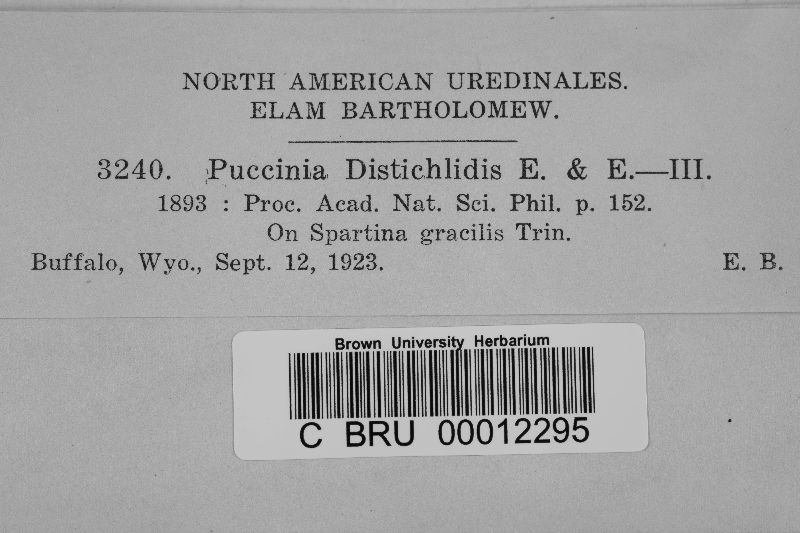 NORTH AMERICAN UREDINALES.
ELAM BARTHOLOMEW.
3240. Puccinia Distichlidis E. & E.—III.
1893 : Proc. Acad. Nat. Sci. Phil. p. 152.
On Spartina gracilis Trin.
Buffalo, Wyo., Sept. 12, 1923. E. B.
Brown University Herbarium
C BRU 00012295